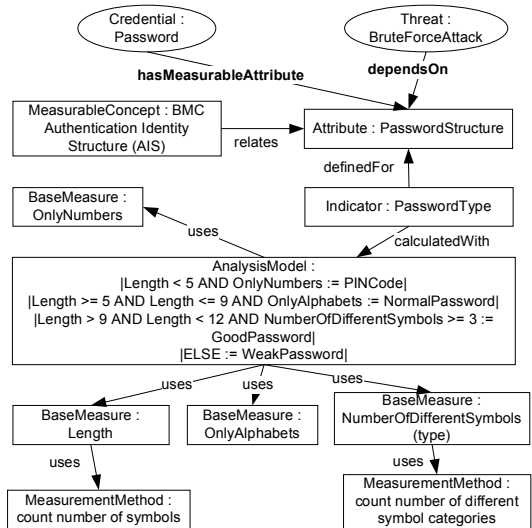 Credential :
Password
Threat :
BruteForceAttack
hasMeasurableAttribute
dependsOn
MeasurableConcept : BMC
Authentication Identity
Structure (AIS)
relates
Attribute : PasswordStructure
definedFor
BaseMeasure :
OnlyNumbers
Indicator : PasswordType
uses
calculatedWith
AnalysisModel :
|Length < 5 AND OnlyNumbers := PINCode|
|Length >= 5 AND Length <= 9 AND OnlyAlphabets := NormalPassword|
|Length > 9 AND Length < 12 AND NumberOfDifferentSymbols >= 3 :=
GoodPassword|
|ELSE := WeakPassword|
uses
uses
uses
BaseMeasure :
Length
BaseMeasure :
OnlyAlphabets
BaseMeasure :
NumberOfDifferentSymbols
(type)
uses
uses
MeasurementMethod :
count number of symbols
MeasurementMethod :
count number of different
symbol categories